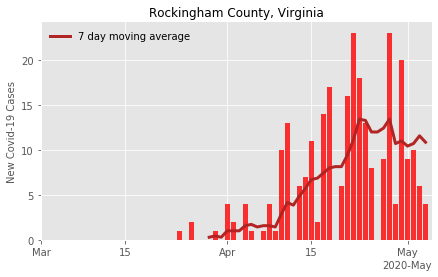 Rockingham County, Virginia
7 day moving average
New Covid-19 Cases
20
15
10
5
0
Mar
15
Apr
15
May
2020-May